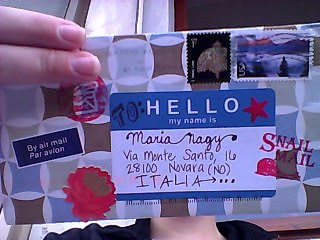 TO:
HELLO
my name is
Maria Nagy
Via Monte Santo, 16
28100 Novara (NO)
ITALIA→...
By air mail
Par avion
SNAIL
MAIL
USA